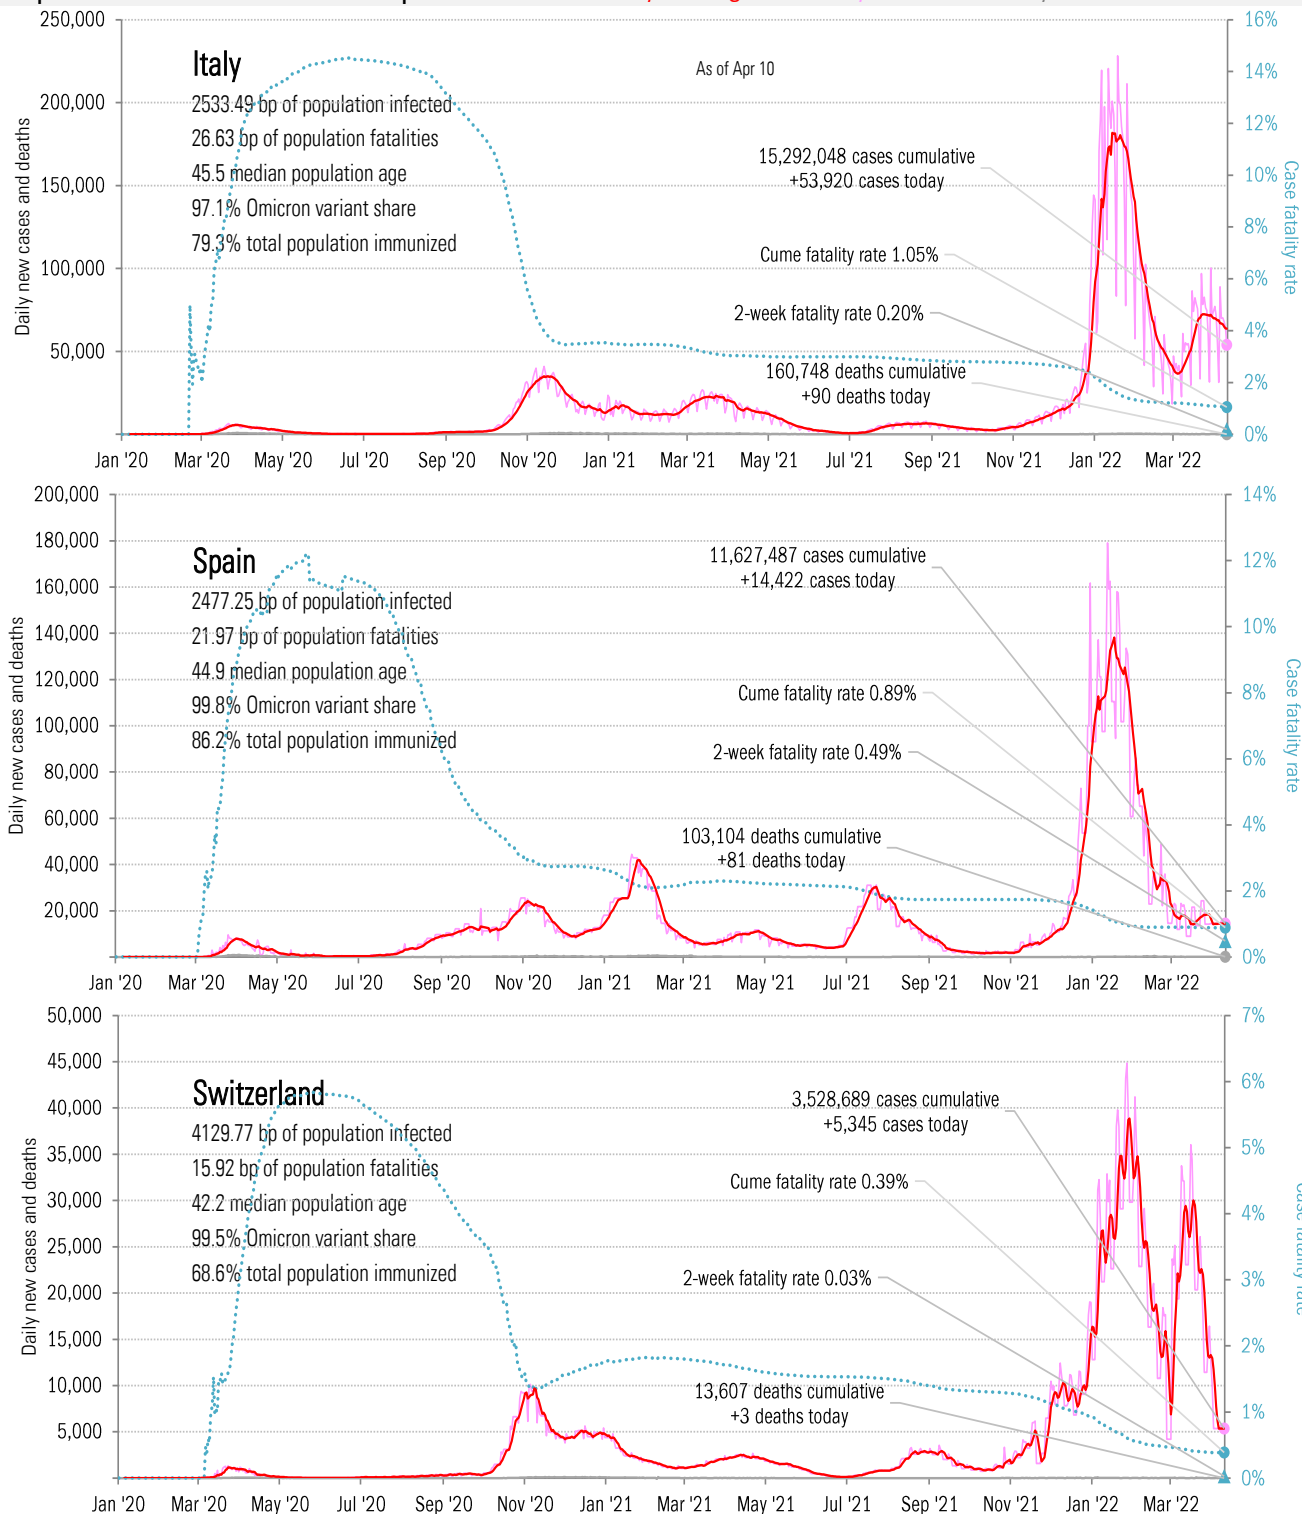 250,000
16%
Italy
As of Apr 10
2533.49 bp of population infected
26.63 bp of population fatalities
45.5 median population age
97.1% Omicron variant share
79.3% total population immunized
200,000
150,000
100,000
50,000
14%
12%
10%
8%
6%
4%
2%
0%
Daily new cases and deaths
Case fatality rate
15,292,048 cases cumulative
+53,920 cases today
Cume fatality rate 1.05%
2-week fatality rate 0.20%
160,748 deaths cumulative
+90 deaths today
Jan '20 Mar '20 May '20 Jul '20 Sep '20 Nov '20 Jan '21 Mar '21 May '21 Jul '21 Sep '21 Nov '21 Jan '22 Mar '22
200,000
180,000
160,000
140,000
120,000
100,000
80,000
60,000
40,000
20,000
14%
12%
10%
8%
6%
4%
2%
0%
Daily new cases and deaths
Case fatality rate
Spain
2477.25 bp of population infected
21.97 bp of population fatalities
44.9 median population age
99.8% Omicron variant share
86.2% total population immunized
11,627,487 cases cumulative
+14,422 cases today
Cume fatality rate 0.89%
2-week fatality rate 0.49%
103,104 deaths cumulative
+81 deaths today
Jan '20 Mar '20 May '20 Jul '20 Sep '20 Nov '20 Jan '21 Mar '21 May '21 Jul '21 Sep '21 Nov '21 Jan '22 Mar '22
50,000
45,000
40,000
35,000
30,000
25,000
20,000
15,000
10,000
5,000
7%
6%
5%
4%
3%
2%
1%
0%
Daily new cases and deaths
Case fatality rate
Switzerland
4129.77 bp of population infected
15.92 bp of population fatalities
42.2 median population age
99.5% Omicron variant share
68.6% total population immunized
3,528,689 cases cumulative
+5,345 cases today
Cume fatality rate 0.39%
2-week fatality rate 0.03%
13,607 deaths cumulative
+3 deaths today
Jan '20 Mar '20 May '20 Jul '20 Sep '20 Nov '20 Jan '21 Mar '21 May '21 Jul '21 Sep '21 Nov '21 Jan '22 Mar '22